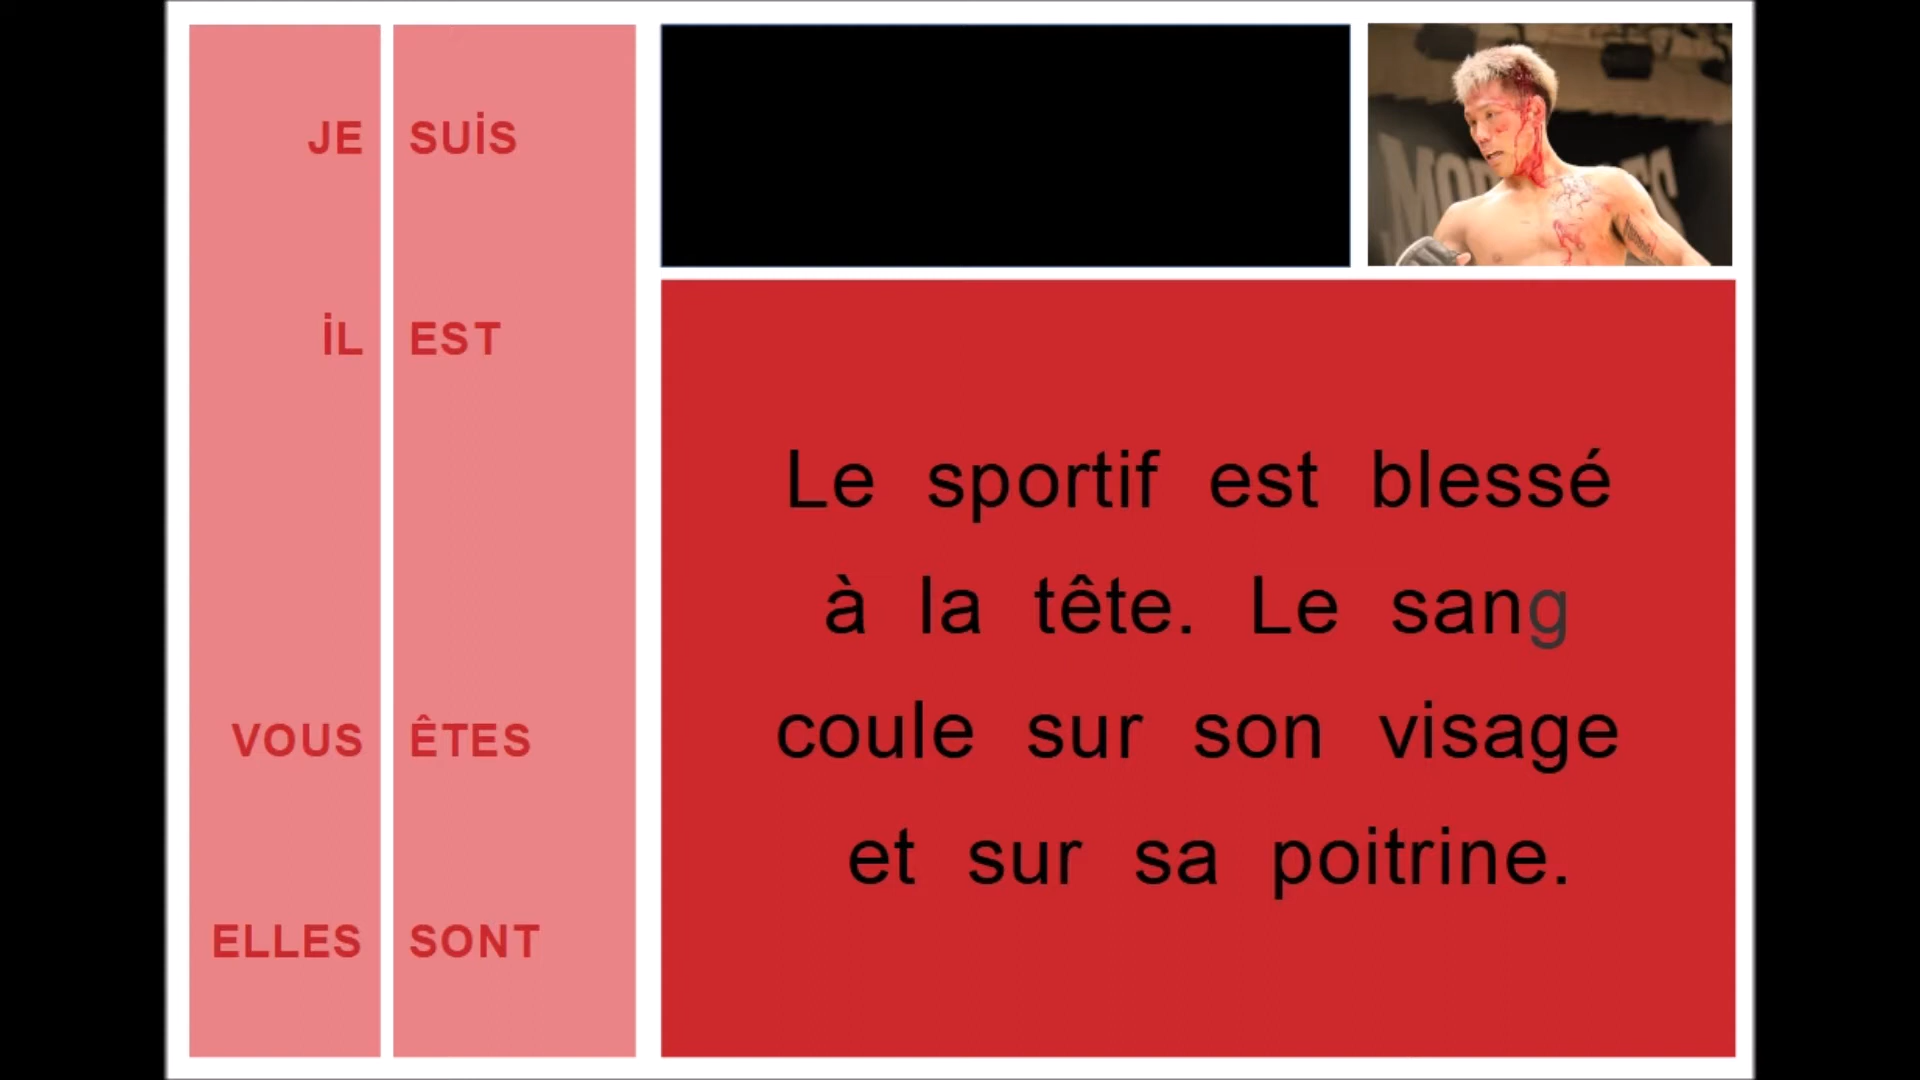 JE SUİS
İL EST
VOUS ÊTES
ELLES SONT
Le sportif est blessé
à la tête. Le sang
coule sur son visage
et sur sa poitrine.